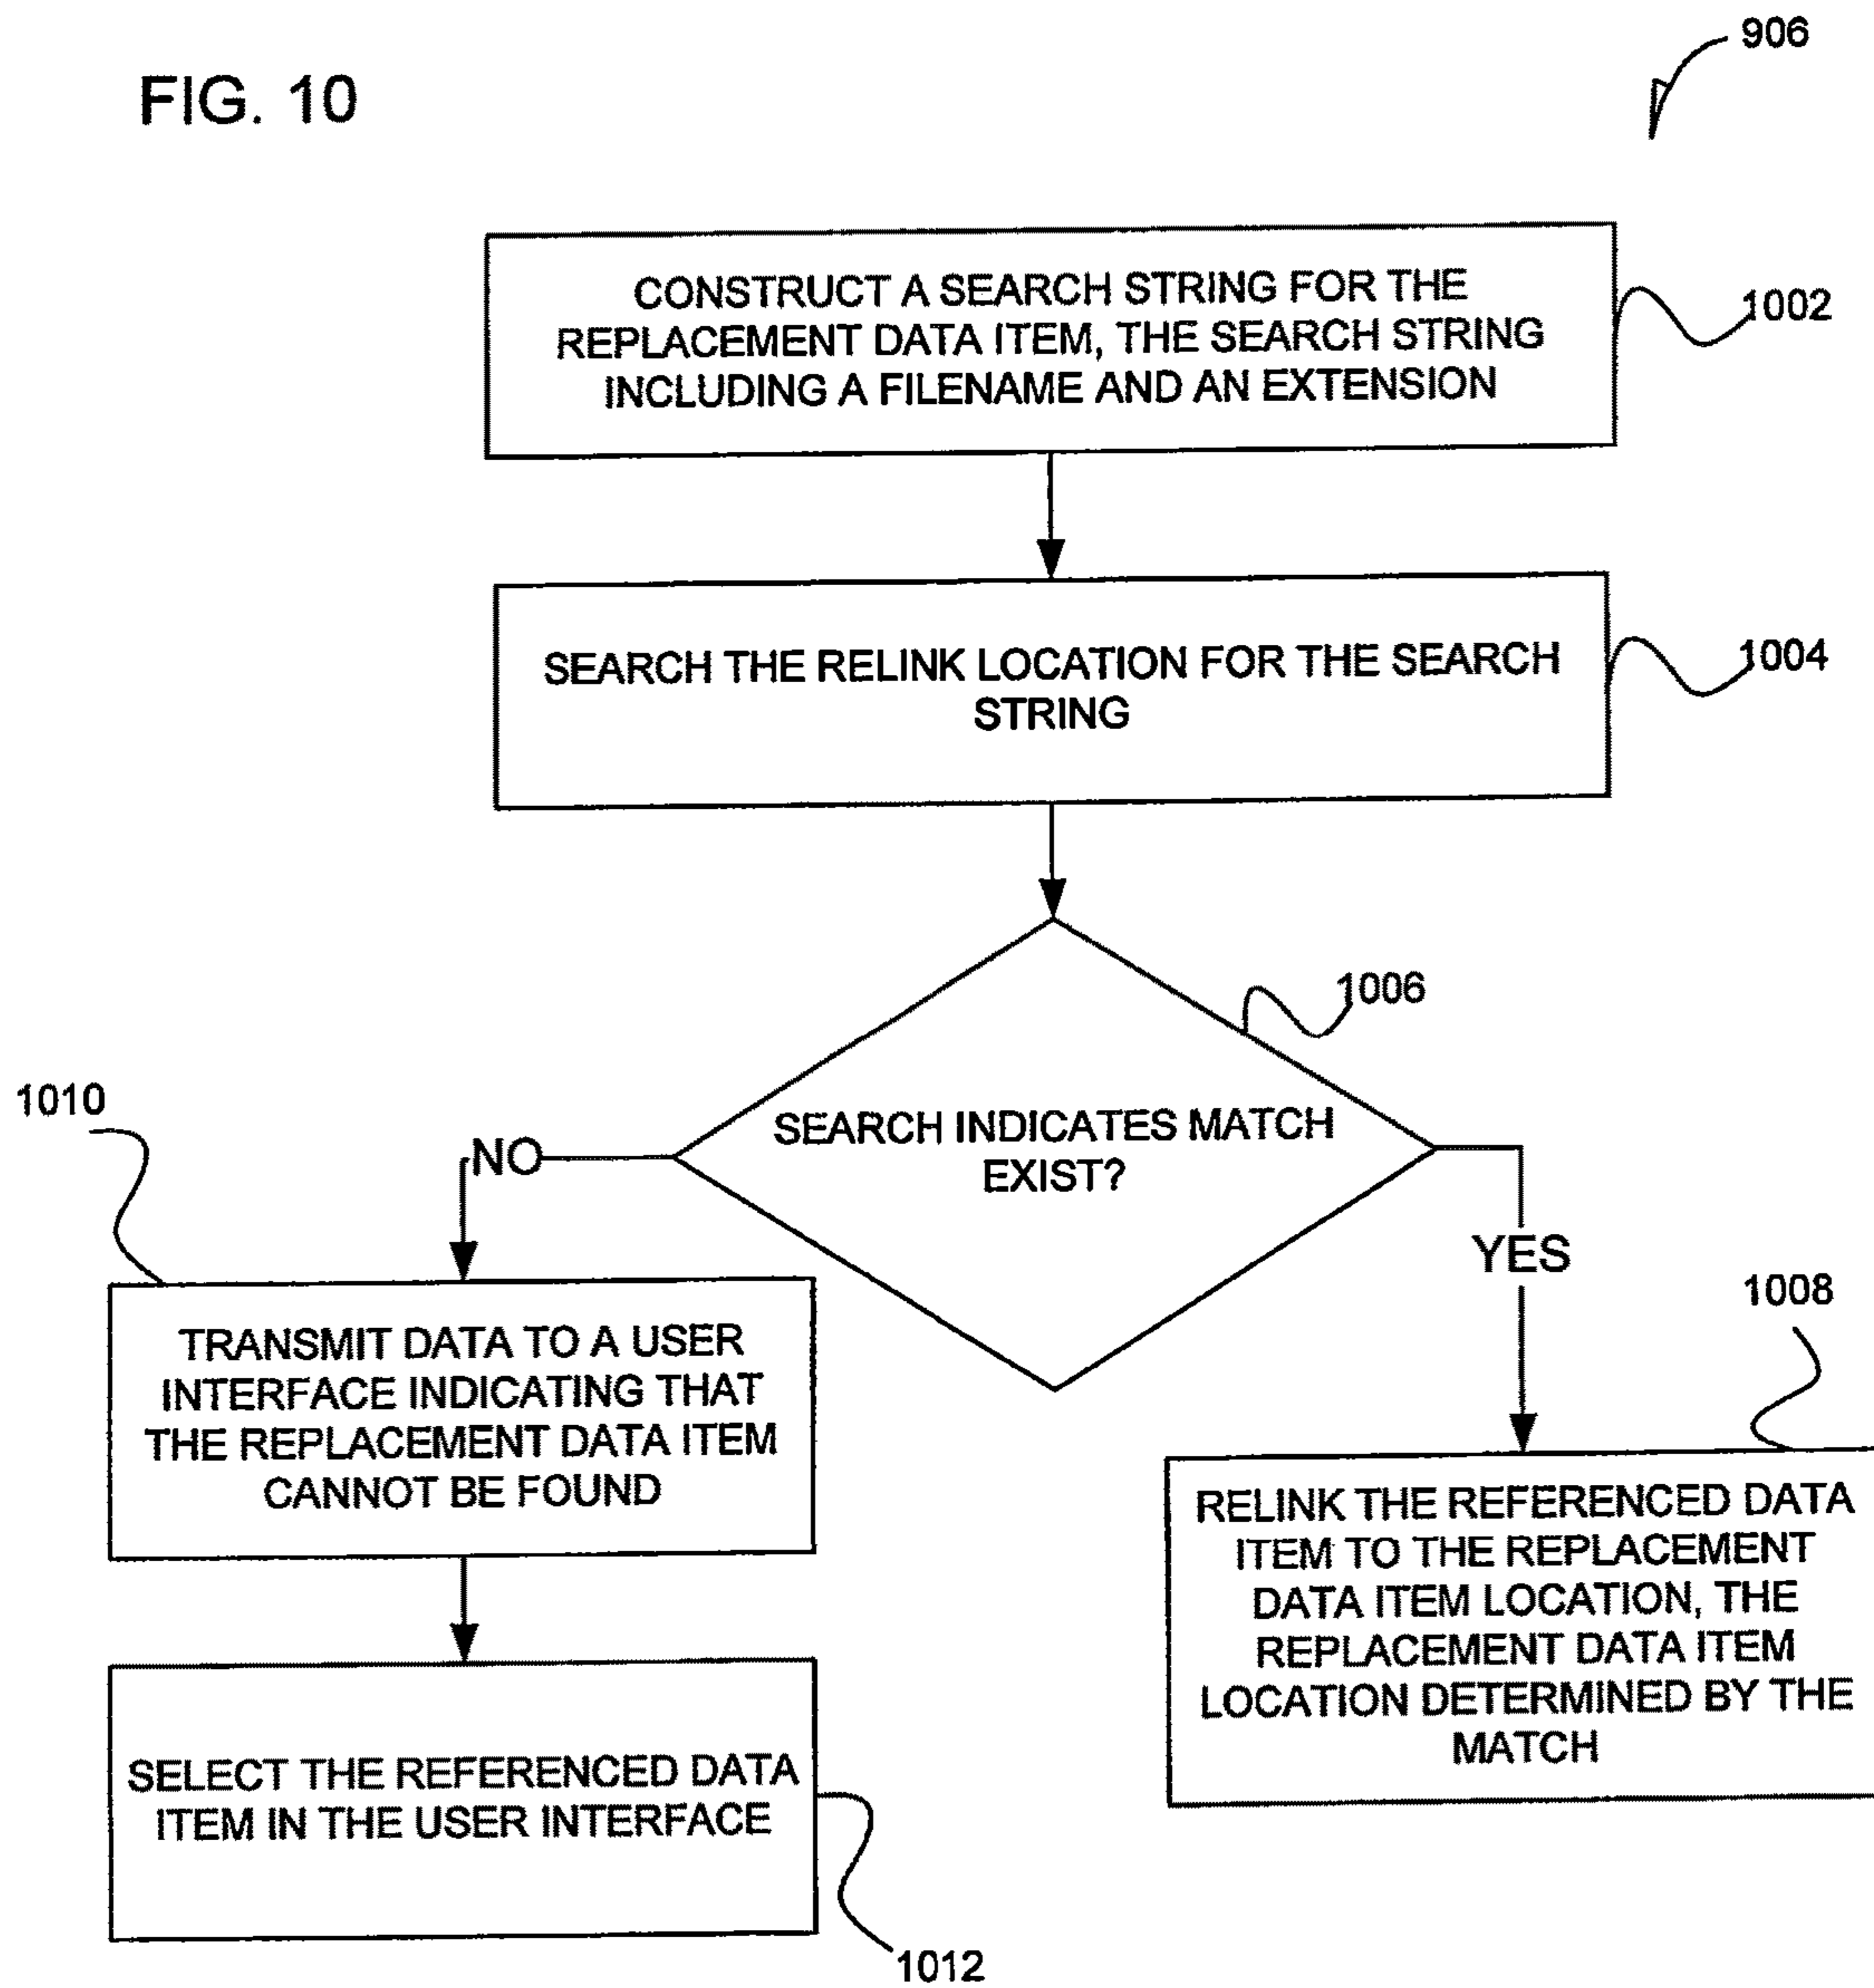 906
FIG. 10
CONSTRUCT A SEARCH STRING FOR THE
REPLACEMENT DATA ITEM, THE SEARCH STRING
INCLUDING A FILENAME AND AN EXTENSION
1002
SEARCH THE RELINK LOCATION FOR THE SEARCH
STRING
1004
1006
SEARCH INDICATES MATCH
EXIST?
1010
NO
YES
1008
TRANSMIT DATA TO A USER
INTERFACE INDICATING THAT
THE REPLACEMENT DATA ITEM
CANNOT BE FOUND
RELINK THE REFERENCED DATA
ITEM TO THE REPLACEMENT
DATA ITEM LOCATION, THE
REPLACEMENT DATA ITEM
LOCATION DETERMINED BY THE
MATCH
SELECT THE REFERENCED DATA
ITEM IN THE USER INTERFACE
1012